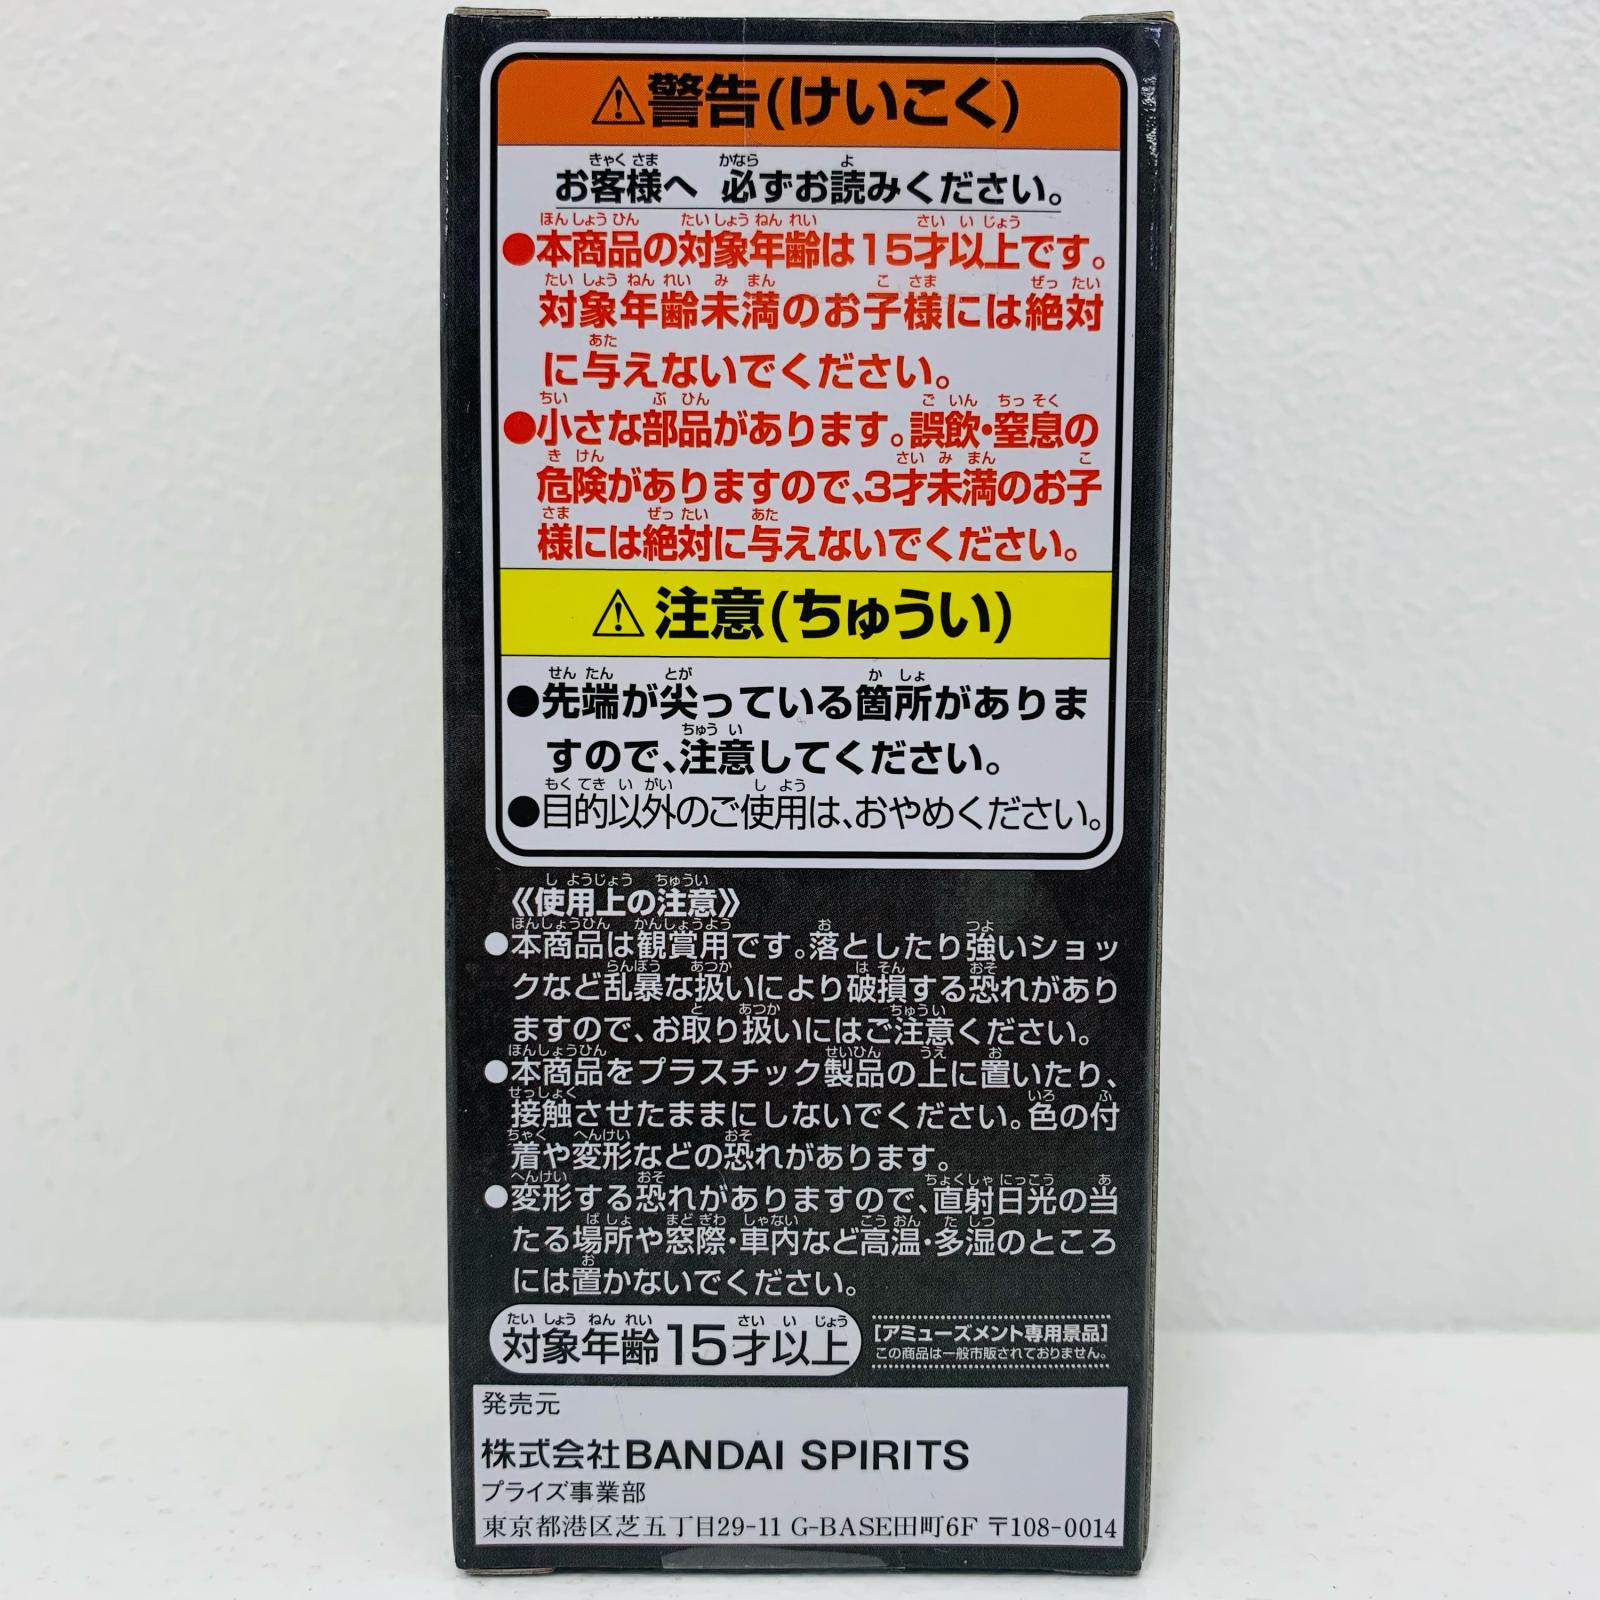 ⚠警告(けいこく)
お客様へ 必ずお読みください。
●本商品の対象年齢は15才以上です。
対象年齢未満のお子様には絶対
に与えないでください。
●小さな部品があります。誤飲・窒息の
危険がありますので、3才未満のお子
様には絶対に与えないでください。
⚠注意(ちゅうい)
●先端が尖っている箇所がありま
すので、注意してください。
●目的以外のご使用は、おやめください。
《使用上の注意》
●本商品は観賞用です。落としたり強いショッ
クなど乱暴な扱いにより破損する恐れがあり
ますので、お取り扱いにはご注意ください。
●本商品をプラスチック製品の上に置いたり、
接触させたままにしないでください。色の付
着や変形などの恐れがあります。
●変形する恐れがありますので、直射日光の当
たる場所や窓際・車内など高温・多湿のところ
には置かないでください。
対象年齢15才以上
[アミューズメント専用景品]
この商品は一般市販されておりません。
発売元
株式会社BANDAI SPIRITS
プライズ事業部
東京都港区芝五丁目29-11 G-BASE田町6F 〒108-0014